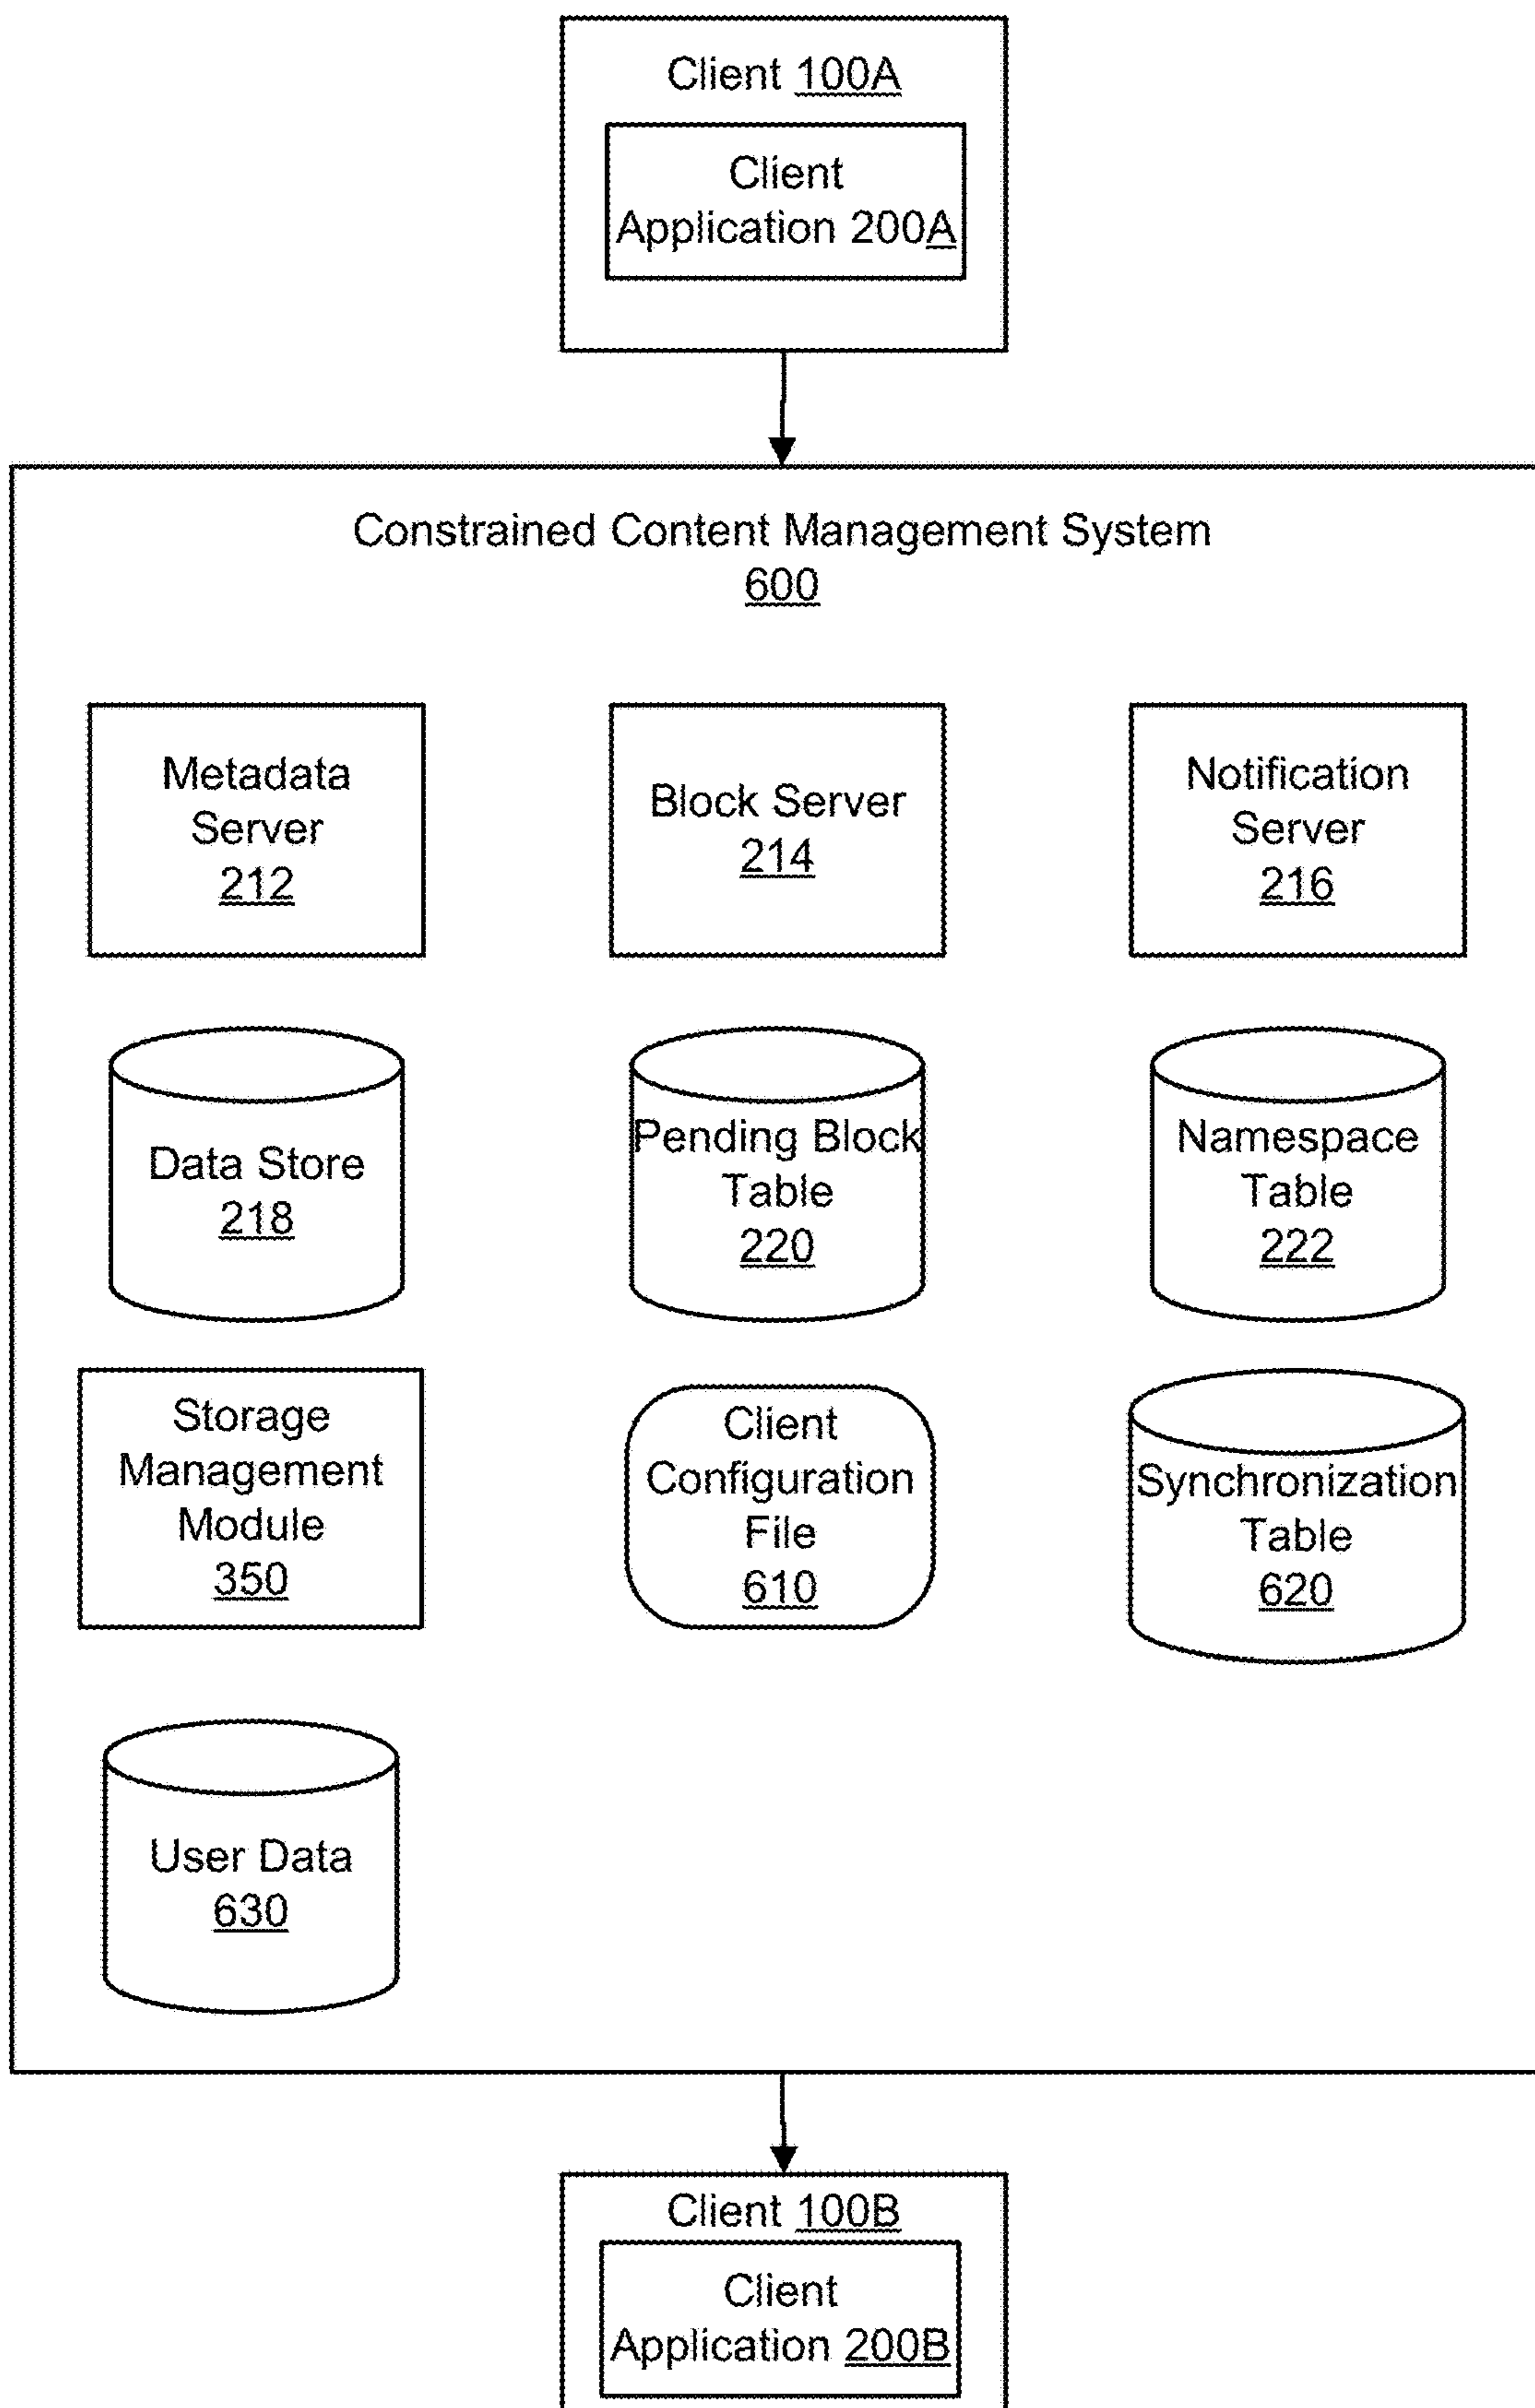 Client 100A
Client
Application 200A
Constrained Content Management System
600
Metadata
Server
212
Block Server
214
Notification
Server
216
Data Store
218
Pending Block
Table
220
Namespace
Table
222
Storage
Management
Module
350
Client
Configuration
File
610
Synchronization
Table
620
User Data
630
Client 100B
Client
Application 200B